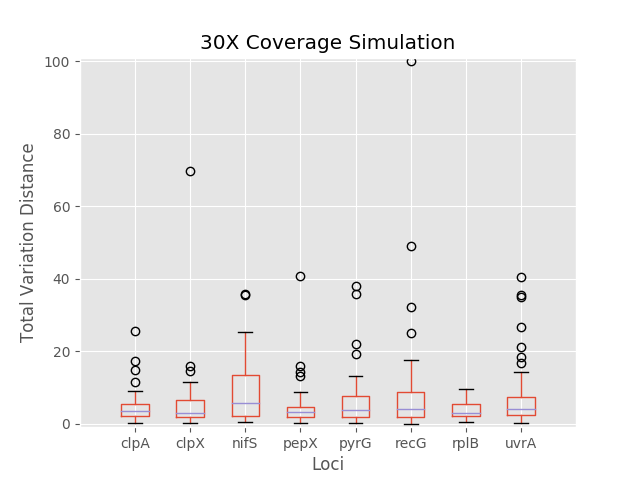 30X Coverage Simulation
Total Variation Distance
100
80
60
40
20
0
clpA clpX nifS pepX pyrG recG rplB uvrA
Loci